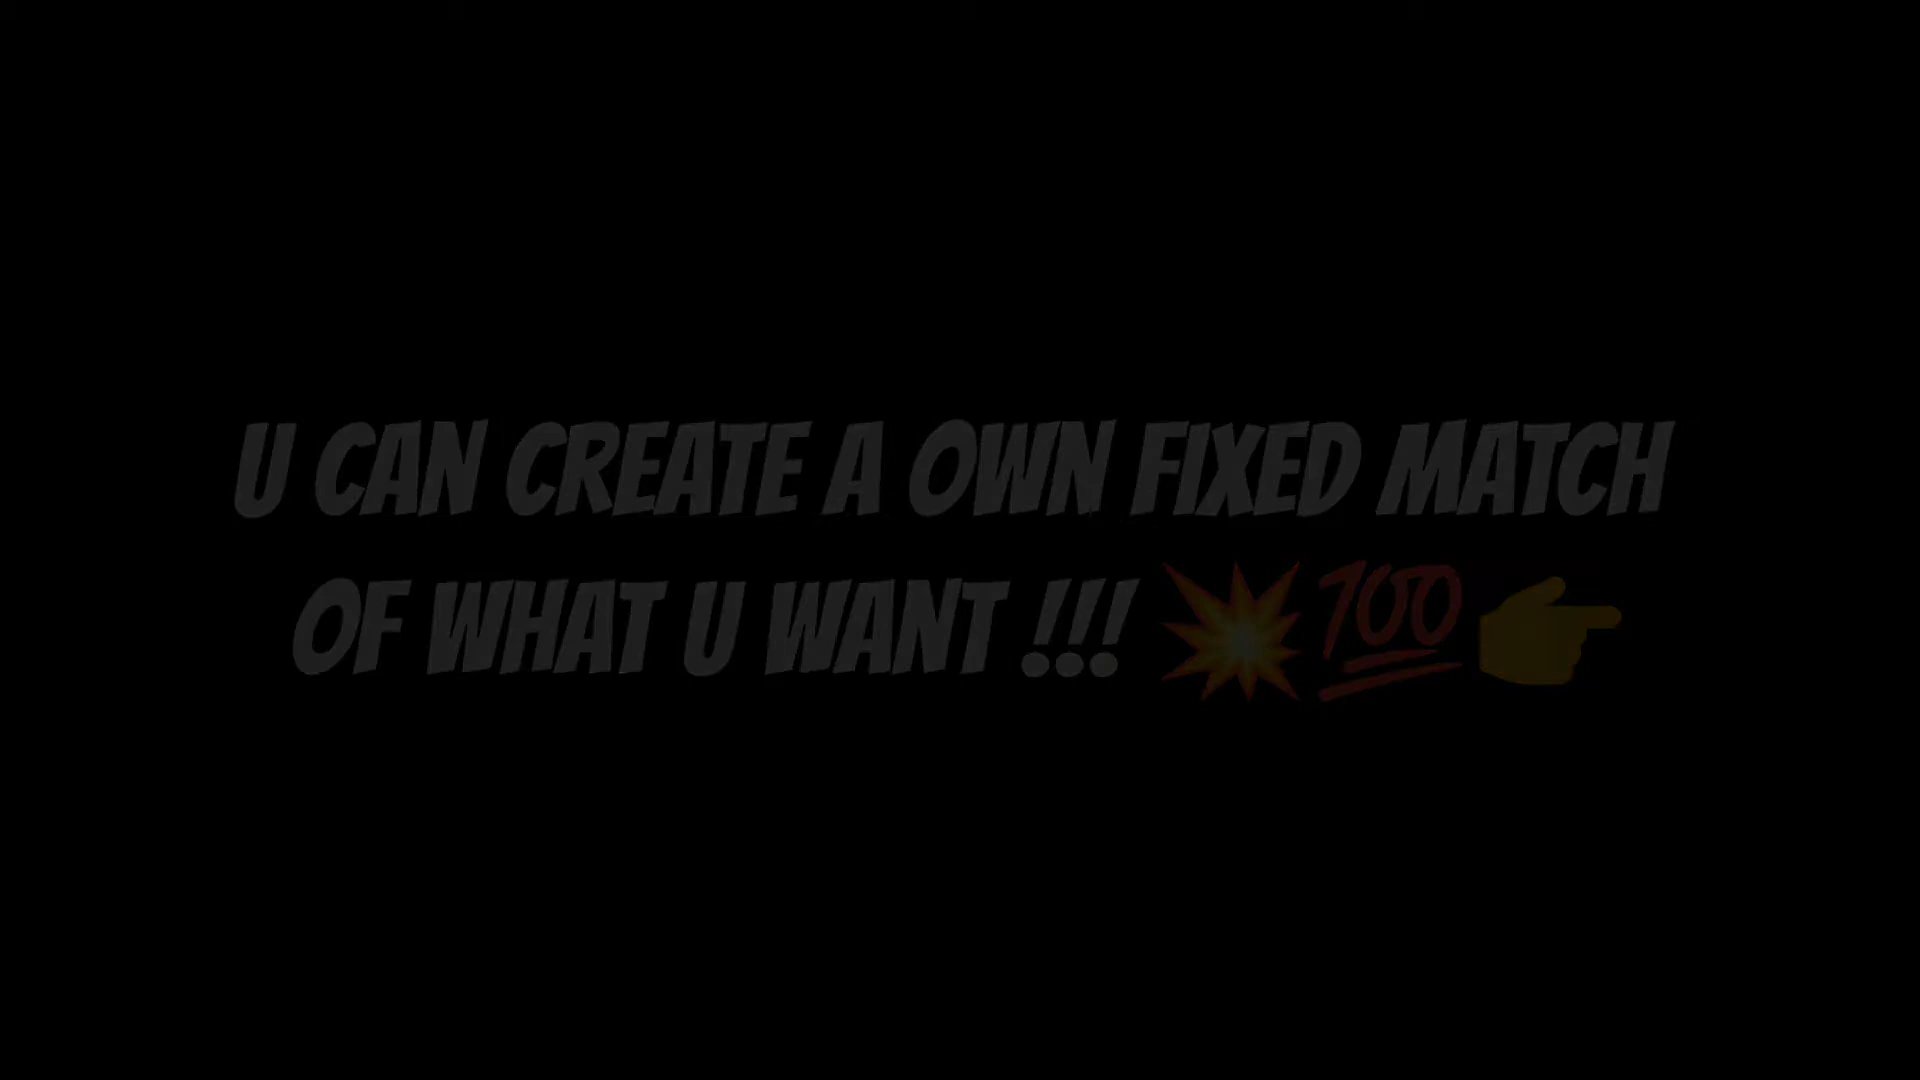 U CAN CREATE A OWN FIXED MATCH
OF WHAT U WANT !!! 💥💯👉